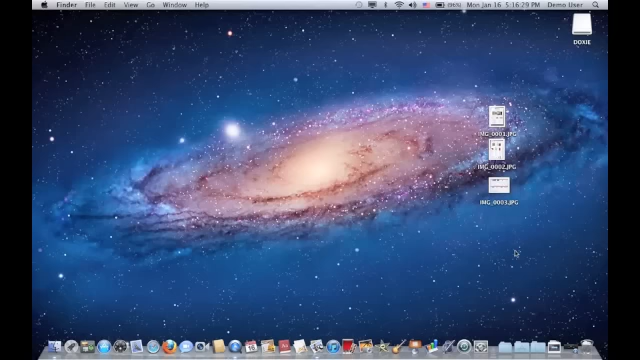 Finder File Edit View Go Window Help
(96%) Mon Jan 16 5:16:29 PM Demo User
DOXIE
IMG_0001.JPG
IMG_0002.JPG
IMG_0003.JPG